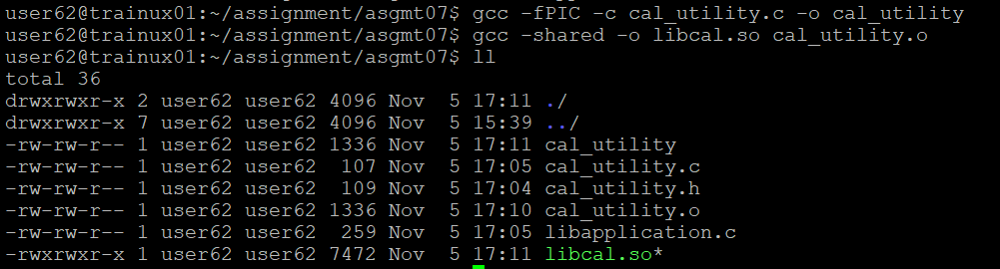 user62@trainux01:~/assignment/asgmt07$ gcc -fPIC -c cal_utility.c -o cal_utility
user62@trainux01:~/assignment/asgmt07$ gcc -shared -o libcal.so cal_utility.o
user62@trainux01:~/assignment/asgmt07$ ll
total 36
drwxrwxr-x 2 user62 user62 4096 Nov  5 17:11 ./
drwxrwxr-x 7 user62 user62 4096 Nov  5 15:39 ../
-rw-rw-r-- 1 user62 user62 1336 Nov  5 17:11 cal_utility
-rw-rw-r-- 1 user62 user62  107 Nov  5 17:05 cal_utility.c
-rw-rw-r-- 1 user62 user62  109 Nov  5 17:04 cal_utility.h
-rw-rw-r-- 1 user62 user62 1336 Nov  5 17:10 cal_utility.o
-rw-rw-r-- 1 user62 user62  259 Nov  5 17:05 libapplication.c
-rwxrwxr-x 1 user62 user62 7472 Nov  5 17:11 libcal.so*